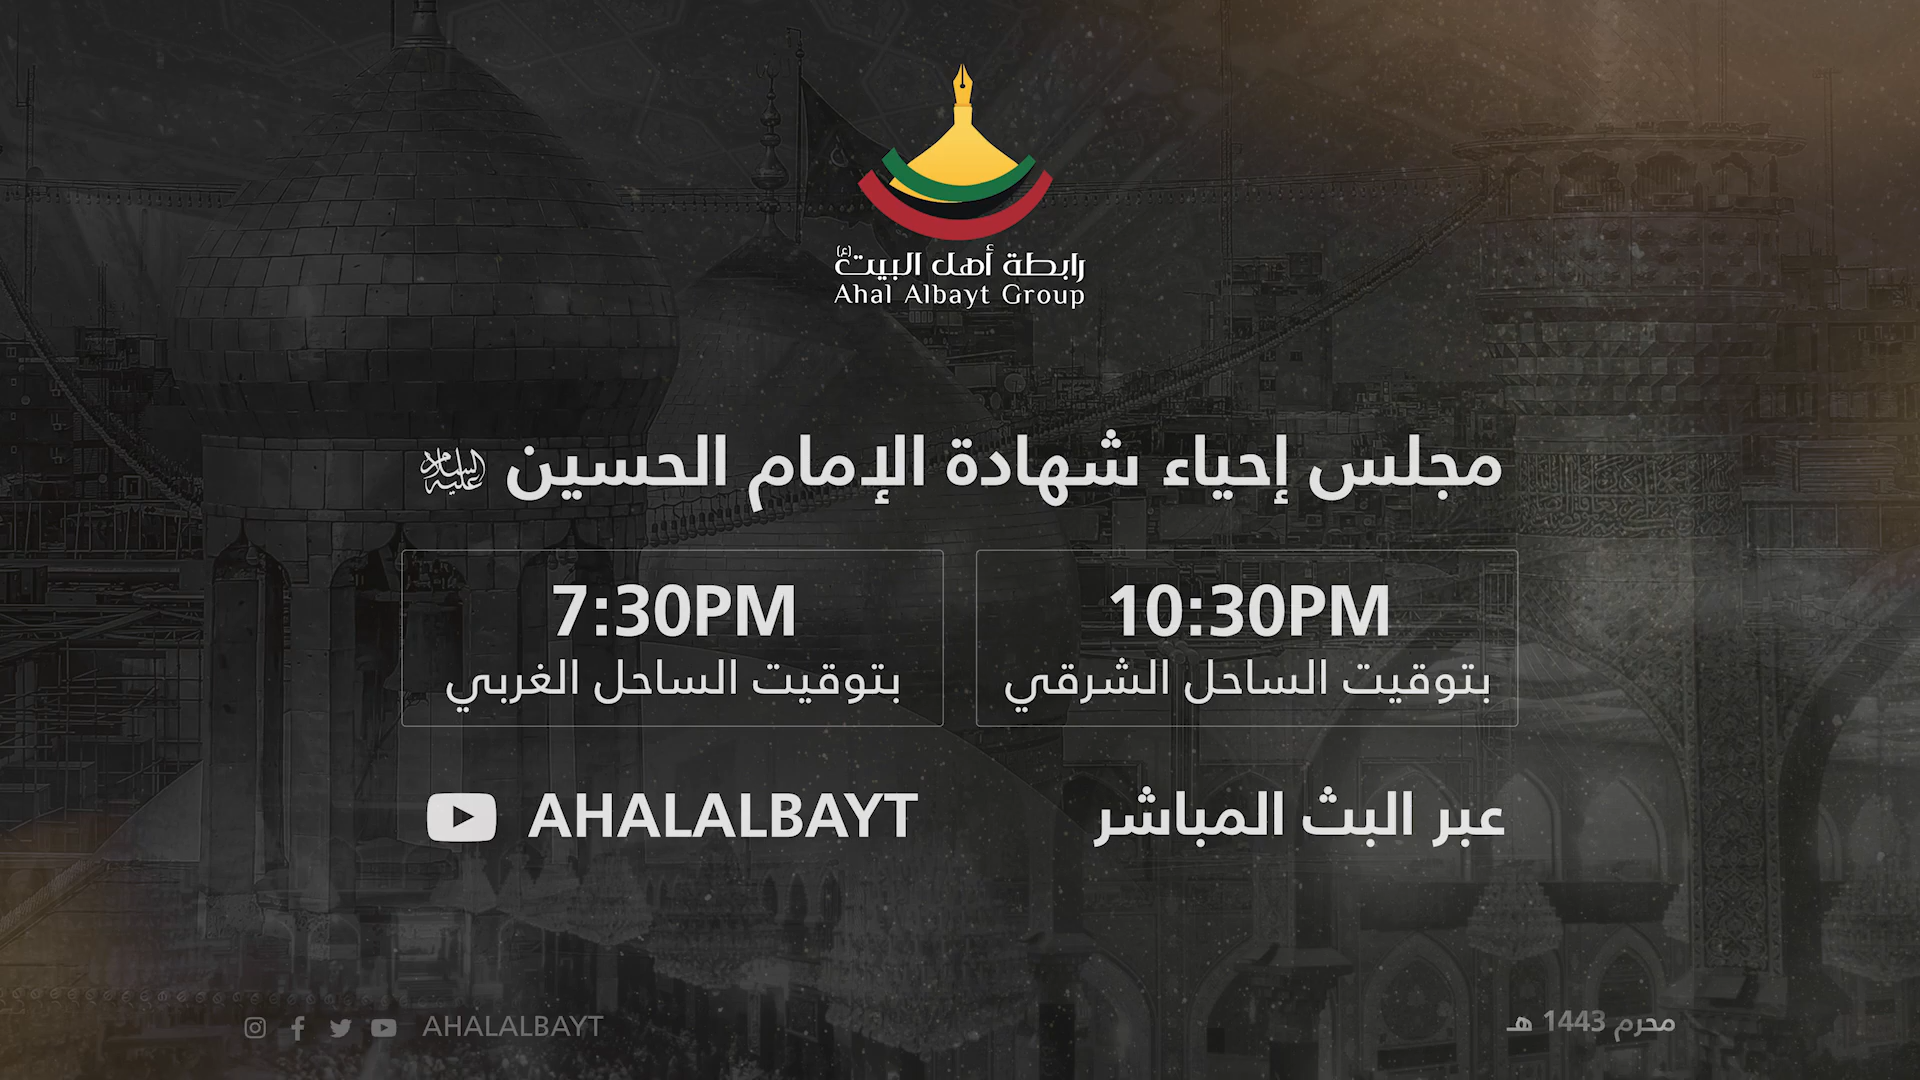 رابطة أهل البيت (ع)
Ahal Albayt Group
مجلس إحياء شهادة الإمام الحسين عليه السلام
10:30PM
بتوقيت الساحل الشرقي
7:30PM
بتوقيت الساحل الغربي
عبر البث المباشر
AHALALBAYT
محرم 1443 هـ
AHALALBAYT